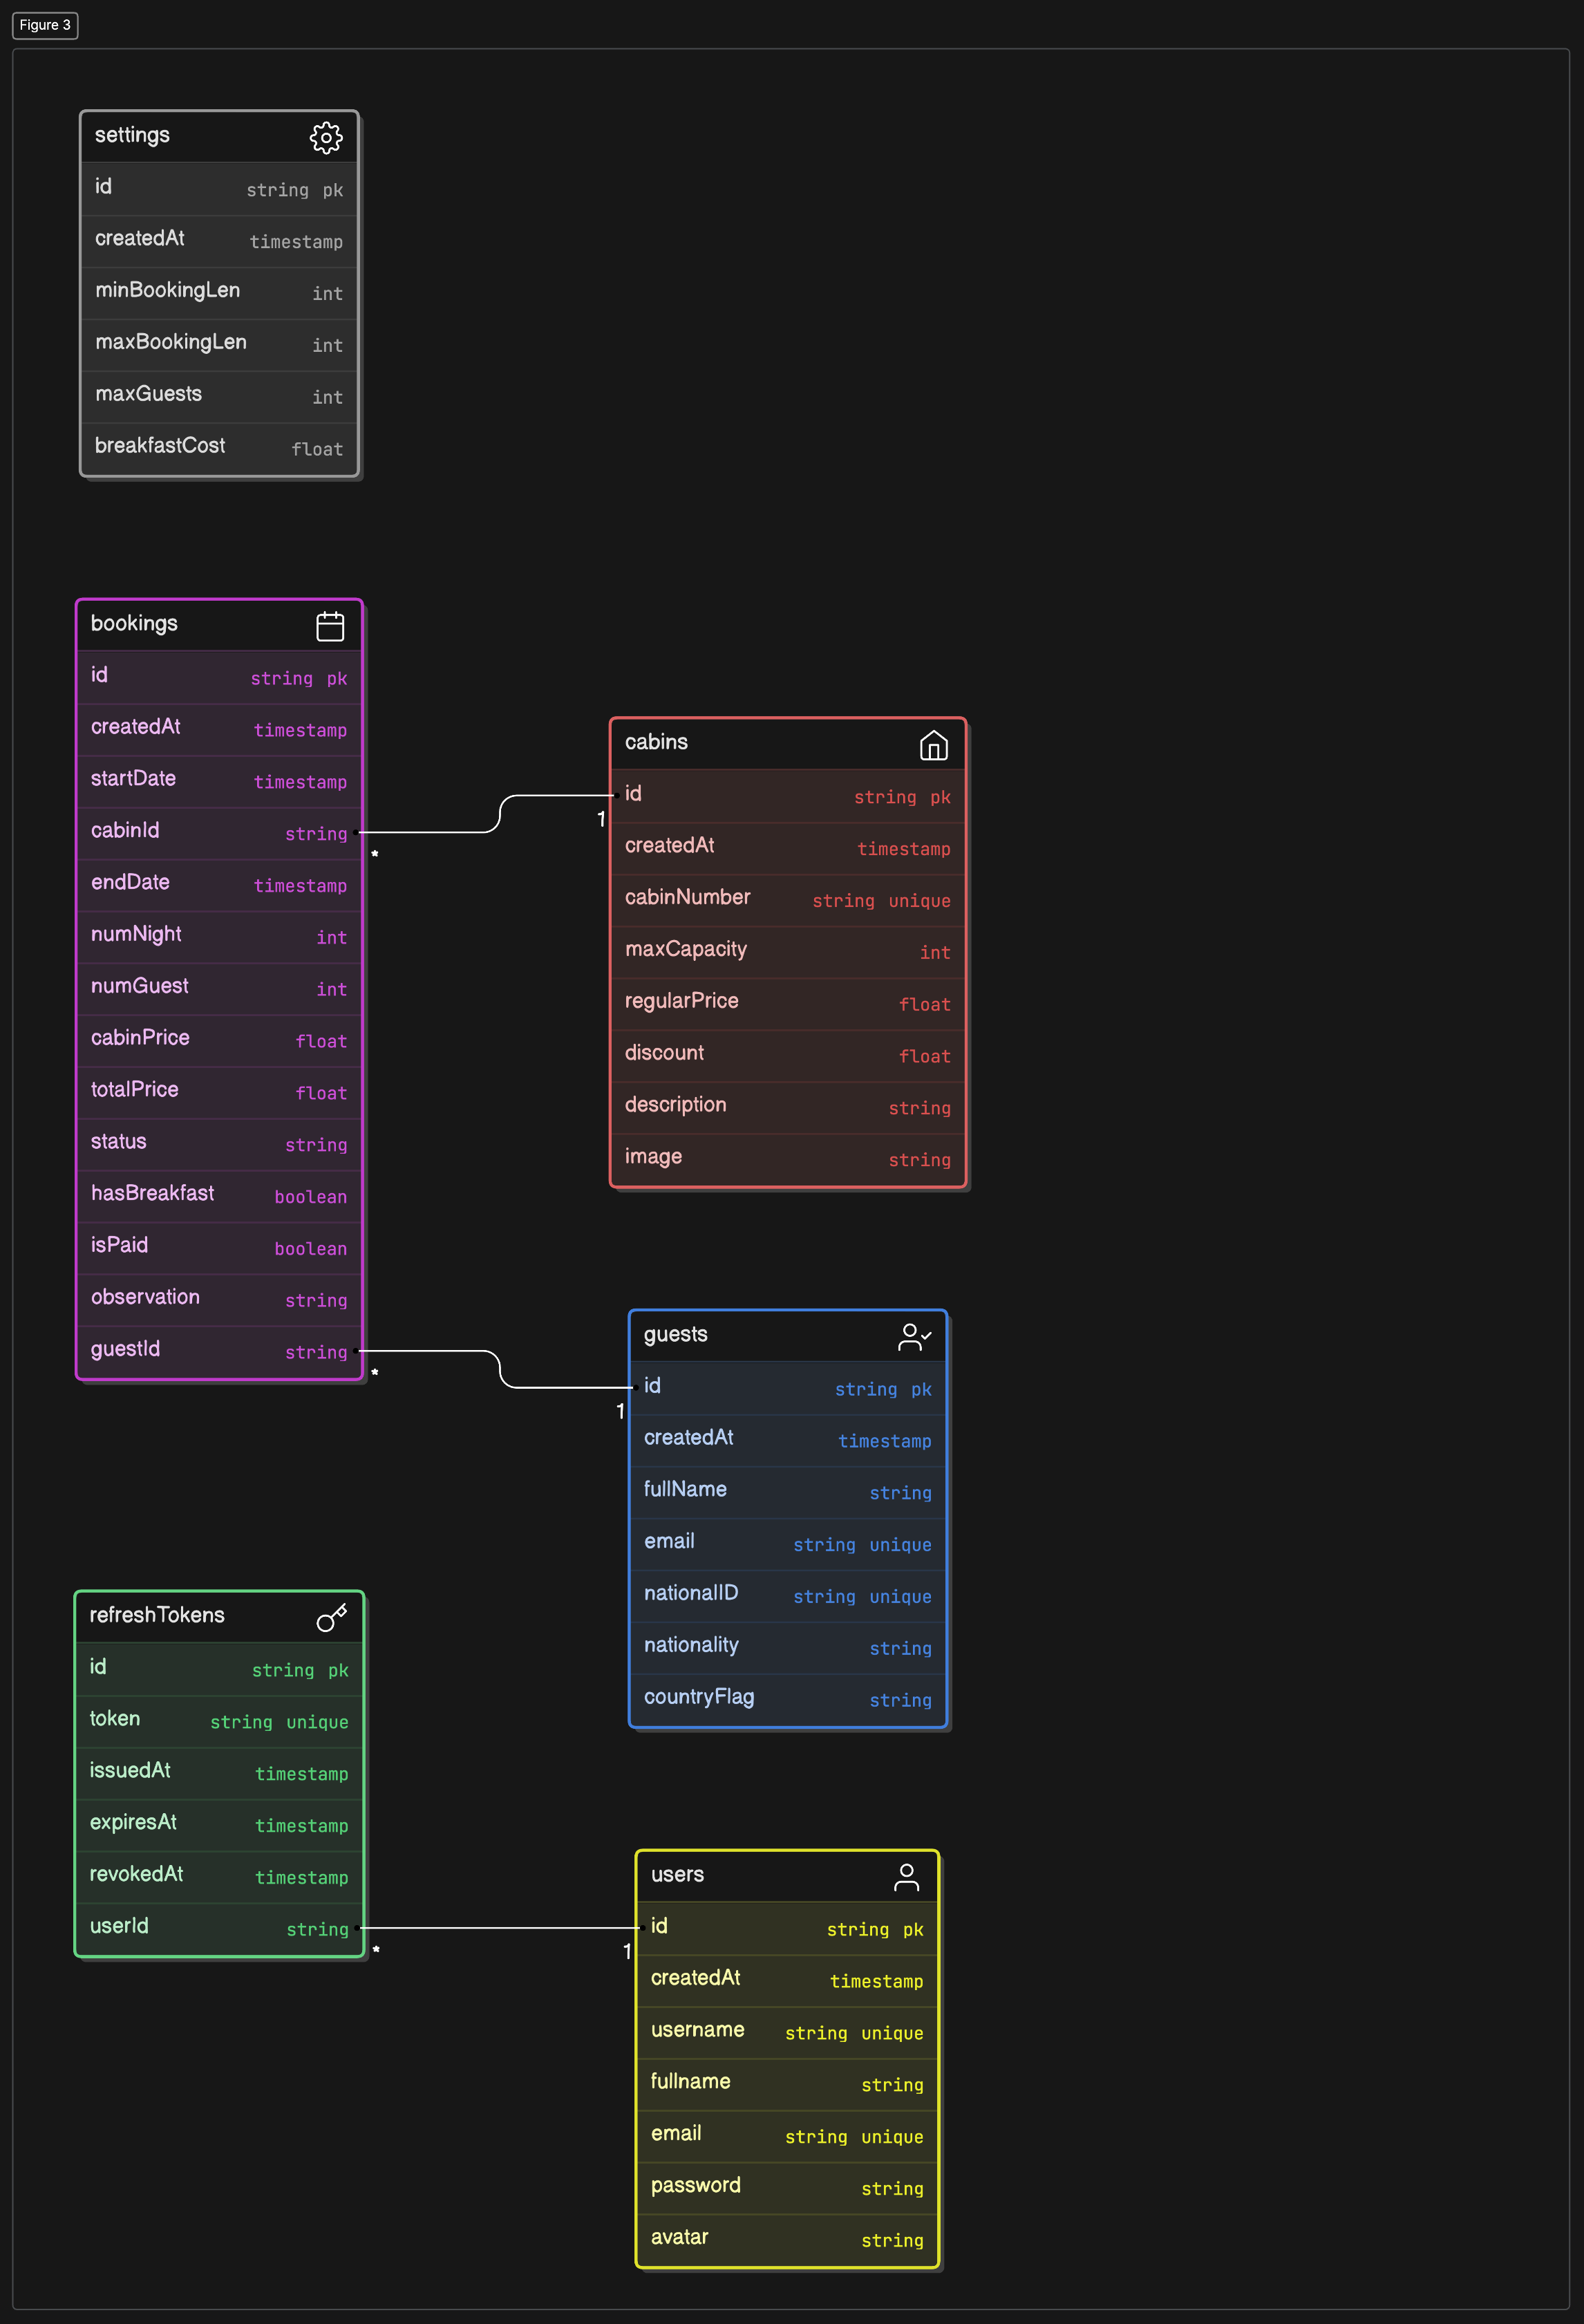 Figure 3
settings
id string pk
createdAt timestamp
minBookingLen int
maxBookingLen int
maxGuests int
breakfastCost float
bookings
id string pk
createdAt timestamp
startDate timestamp
cabinId string
*
endDate timestamp
numNight int
numGuest int
cabinPrice float
totalPrice float
status string
hasBreakfast boolean
isPaid boolean
observation string
guestId string
*
cabins
id string pk
1
createdAt timestamp
cabinNumber string unique
maxCapacity int
regularPrice float
discount float
description string
image string
guests
id string pk
1
createdAt timestamp
fullName string
email string unique
nationalID string unique
nationality string
countryFlag string
refreshTokens
id string pk
token string unique
issuedAt timestamp
expiresAt timestamp
revokedAt timestamp
userId string
*
users
id string pk
1
createdAt timestamp
username string unique
fullname string
email string unique
password string
avatar string